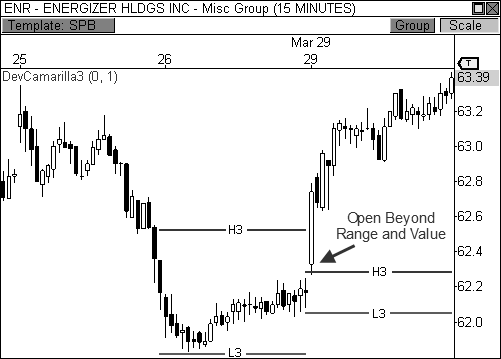 ENR - ENERGIZER HLDGS INC - Misc Group (15 MINUTES)
Template: SPB
Group
Scale
Mar 29
25
26
29
T
DevCamarilla3 (0, 1)
63.39
63.2
63.0
62.8
62.6
62.4
62.2
62.0
H3
Open Beyond
Range and Value
H3
L3
L3